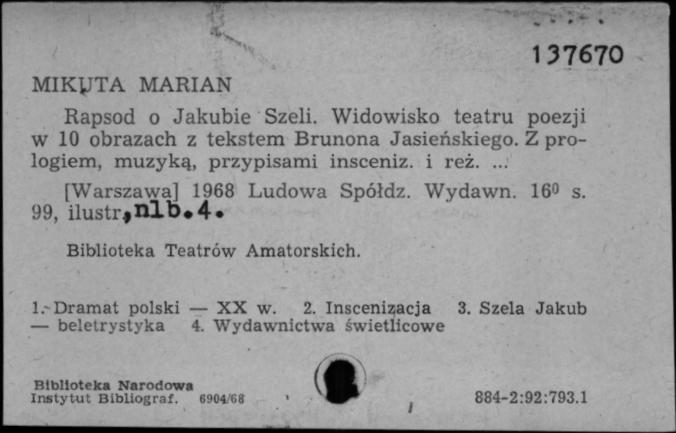 137670
MIKUTA MARIAN
Rapsod o Jakubie Szeli. Widowisko teatru poezji
w 10 obrazach z tekstem Brunona Jasieńskiego. Z pro-
logiem, muzyką, przypisami insceniz. i reż. ...
[Warszawa] 1968 Ludowa Spółdz. Wydawn. 16⁰ s.
99, ilustr,nlb.4.
Biblioteka Teatrów Amatorskich.
1. Dramat polski — XX w. 2. Inscenizacja 3. Szela Jakub
— beletrystyka 4. Wydawnictwa świetlicowe
Biblioteka Narodowa
Instytut Bibliograf. 6904/68
884-2:92:793.1